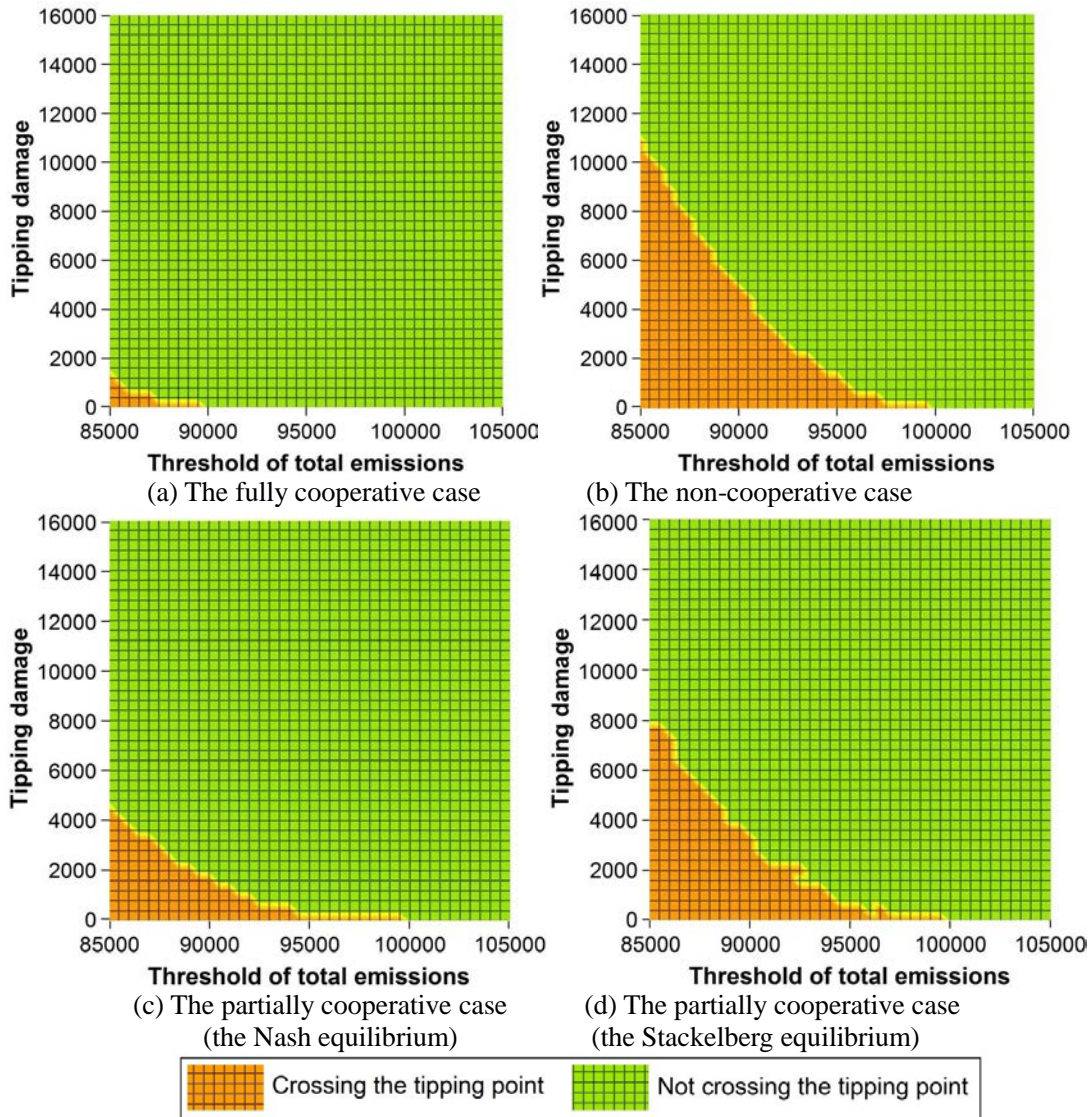 16000
14000
12000
10000
8000
6000
4000
2000
0
Tipping damage
85000 90000 95000 100000 105000
Threshold of total emissions
(a) The fully cooperative case
16000
14000
12000
10000
8000
6000
4000
2000
0
Tipping damage
85000 90000 95000 100000 105000
Threshold of total emissions
(b) The non-cooperative case
16000
14000
12000
10000
8000
6000
4000
2000
0
Tipping damage
85000 90000 95000 100000 105000
Threshold of total emissions
(c) The partially cooperative case
(the Nash equilibrium)
16000
14000
12000
10000
8000
6000
4000
2000
0
Tipping damage
85000 90000 95000 100000 105000
Threshold of total emissions
(d) The partially cooperative case
(the Stackelberg equilibrium)
Crossing the tipping point Not crossing the tipping point